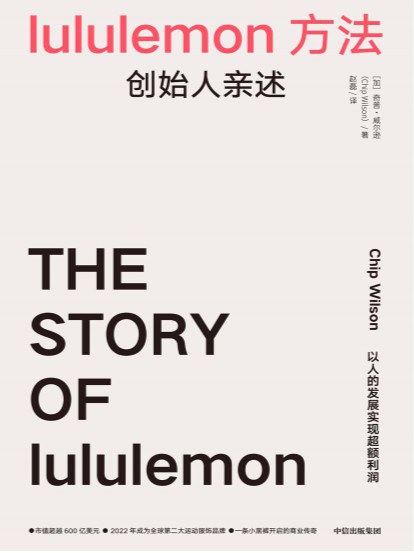 lululemon 方法
创始人亲述
［加］奇普·威尔逊
（Chip Wilson）/ 著
赵磊 / 译
THE
STORY
OF
lululemon
Chip Wilson 以人的发展实现超额利润
●市值超越 600 亿美元 ● 2022 年成为全球第二大运动服饰品牌 ●一条小黑裤开启的商业传奇
中信出版集团